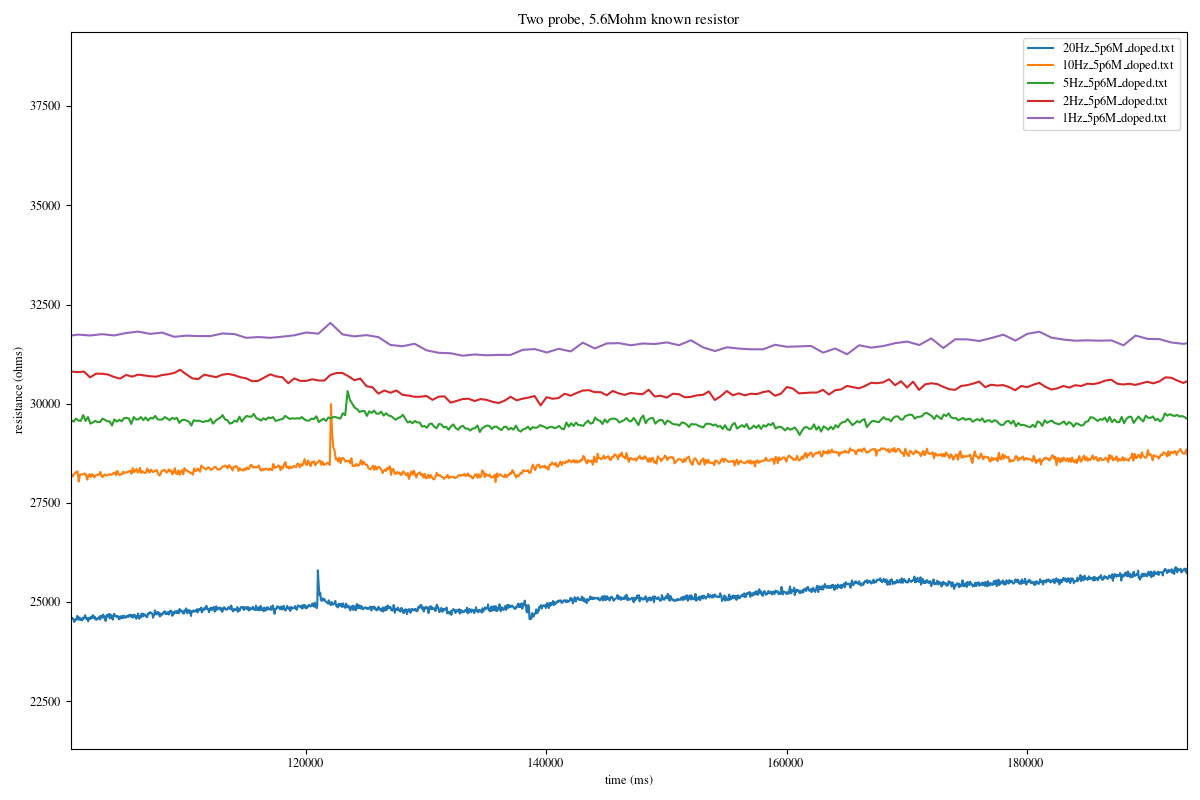 Two probe, 5.6Mohm known resistor
20Hz_5p6M_doped.txt
10Hz_5p6M_doped.txt
5Hz_5p6M_doped.txt
2Hz_5p6M_doped.txt
1Hz_5p6M_doped.txt
37500
35000
32500
30000
27500
25000
22500
resistance (ohms)
120000 140000 160000 180000
time (ms)